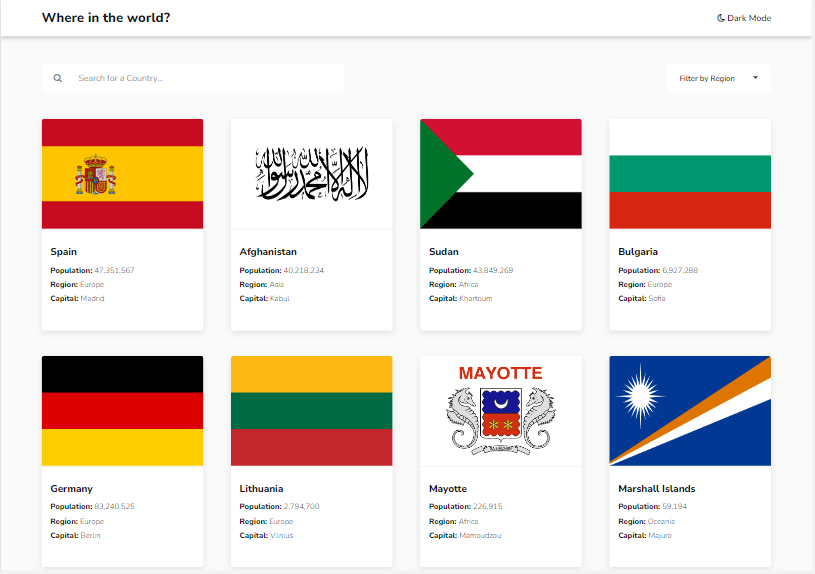 Where in the world?
Dark Mode
Search for a Country...
Filter by Region
لا إله إلا الله محمد رسول الله
Spain
Population: 47,351,567
Region: Europe
Capital: Madrid
Afghanistan
Population: 40,218,234
Region: Asia
Capital: Kabul
Sudan
Population: 43,849,269
Region: Africa
Capital: Khartoum
Bulgaria
Population: 6,927,288
Region: Europe
Capital: Sofia
MAYOTTE
Germany
Population: 83,240,525
Region: Europe
Capital: Berlin
Lithuania
Population: 2,794,700
Region: Europe
Capital: Vilnius
Mayotte
Population: 226,915
Region: Africa
Capital: Mamoudzou
Marshall Islands
Population: 59,194
Region: Oceania
Capital: Majuro